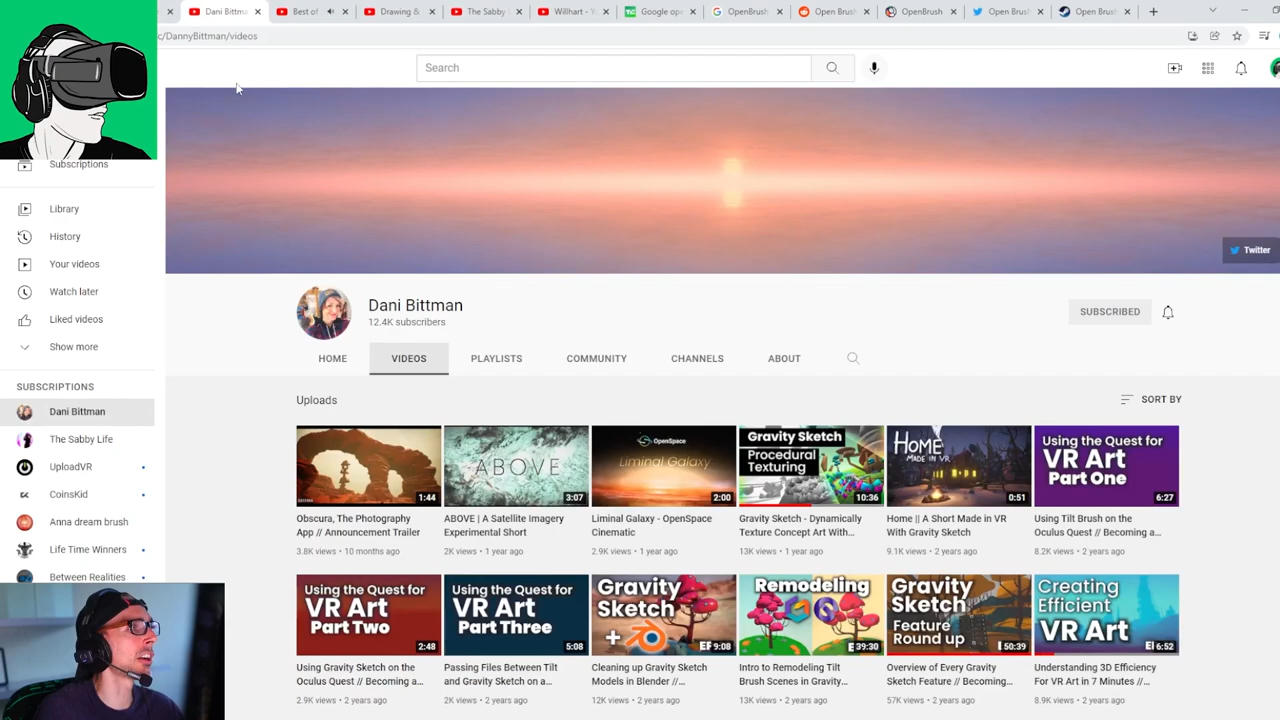 Dani Bittma
Best of
Drawing &
The Sabby
Willhart - Yo
Google ope
OpenBrush
Open Brush
OpenBrush
Open Brus
Open Brus
c/DannyBittman/videos
Search
Subscriptions
Library
History
Your videos
Watch later
Liked videos
Show more
SUBSCRIPTIONS
Dani Bittman
The Sabby Life
UploadVR
CoinsKid
Anna dream brush
Life Time Winners
Between Realities
Twitter
Dani Bittman
12.4K subscribers
SUBSCRIBED
HOME VIDEOS PLAYLISTS COMMUNITY CHANNELS ABOUT
Uploads
SORT BY
1:44
ABOVE
3:07
OpenSpace
Liminal Galaxy
2:00
Gravity Sketch
Procedural
Texturing
10:36
HOME
MADE IN VR
0:51
Using the Quest for
VR Art
Part One
6:27
Obscura, The Photography
App // Announcement Trailer
3.8K views • 10 months ago
ABOVE | A Satellite Imagery
Experimental Short
2K views • 1 year ago
Liminal Galaxy - OpenSpace
Cinematic
2.9K views • 1 year ago
Gravity Sketch - Dynamically
Texture Concept Art With...
13K views • 1 year ago
Home || A Short Made in VR
With Gravity Sketch
9.1K views • 2 years ago
Using Tilt Brush on the
Oculus Quest // Becoming a...
8.2K views • 2 years ago
Using the Quest for
VR Art
Part Two
2:48
Using the Quest for
VR Art
Part Three
5:08
Gravity
Sketch
+
9:08
Remodeling
39:30
Gravity
Sketch
Feature
Round up
50:39
Creating
Efficient
VR Art
6:52
Using Gravity Sketch on the
Oculus Quest // Becoming a...
2.9K views • 2 years ago
Passing Files Between Tilt
and Gravity Sketch on a...
2K views • 2 years ago
Cleaning up Gravity Sketch
Models in Blender //...
12K views • 2 years ago
Intro to Remodeling Tilt
Brush Scenes in Gravity...
13K views • 2 years ago
Overview of Every Gravity
Sketch Feature // Becoming...
57K views • 2 years ago
Understanding 3D Efficiency
For VR Art in 7 Minutes //...
8.9K views • 2 years ago